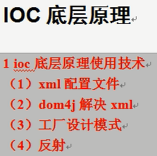 IOC 底层原理
1 ioc 底层原理使用技术
（1）xml 配置文件
（2）dom4j 解决 xml
（3）工厂设计模式
（4）反射